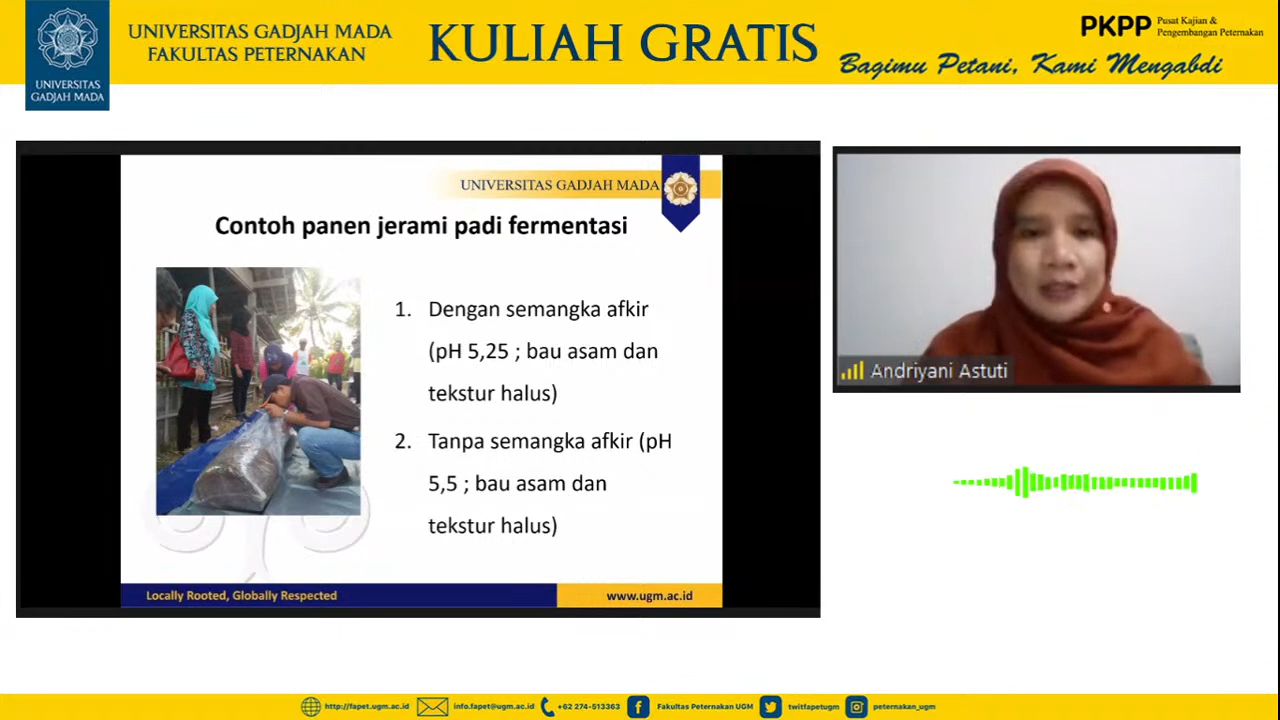 UNIVERSITAS GADJAH MADA
FAKULTAS PETERNAKAN
UNIVERSITAS
GADJAH MADA
KULIAH GRATIS
PKPP
Pusat Kajian &
Pengembangan Peternakan
Bagimu Petani, Kami Mengabdi
UNIVERSITAS GADJAH MADA
Contoh panen jerami padi fermentasi
1. Dengan semangka afkir
(pH 5,25 ; bau asam dan
tekstur halus)
2. Tanpa semangka afkir (pH
5,5 ; bau asam dan
tekstur halus)
Locally Rooted, Globally Respected
www.ugm.ac.id
Andriyani Astuti
http://fapet.ugm.ac.id
info.fapet@ugm.ac.id
+62 274-513363
Fakultas Peternakan UGM
twitfapetugm
peternakan_ugm